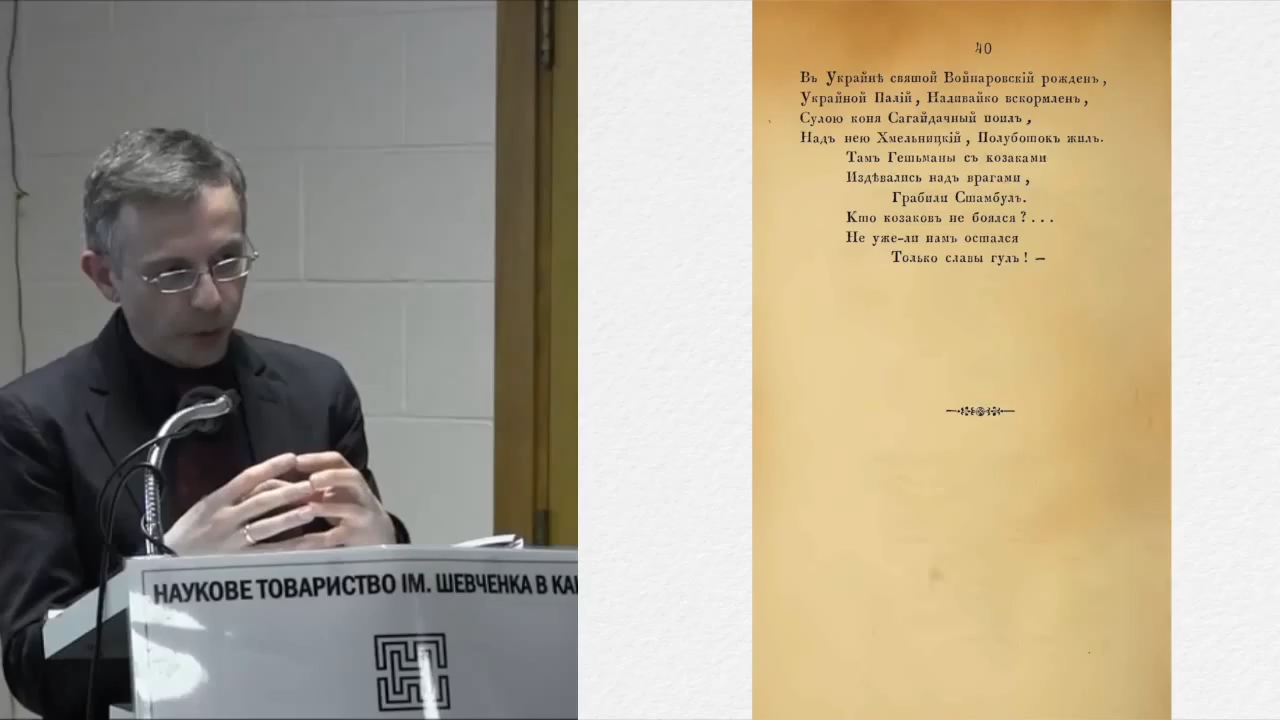 НАУКОВЕ ТОВАРИСТВО ІМ. ШЕВЧЕНКА В КА
40
Въ Украйнѣ святой Войнаровскій рожденъ,
Украйной Палій, Наливайко вскормленъ,
Сулою коня Сагайдачный поилъ,
Надъ нею Хмельницкій, Полуботокъ жилъ.
Тамъ Гетьманы съ козаками
Издѣвались надъ врагами,
Грабили Стамбулъ.
Кто козаковъ не боялся?...
Не уже-ли намъ остался
Только славы гулъ! —